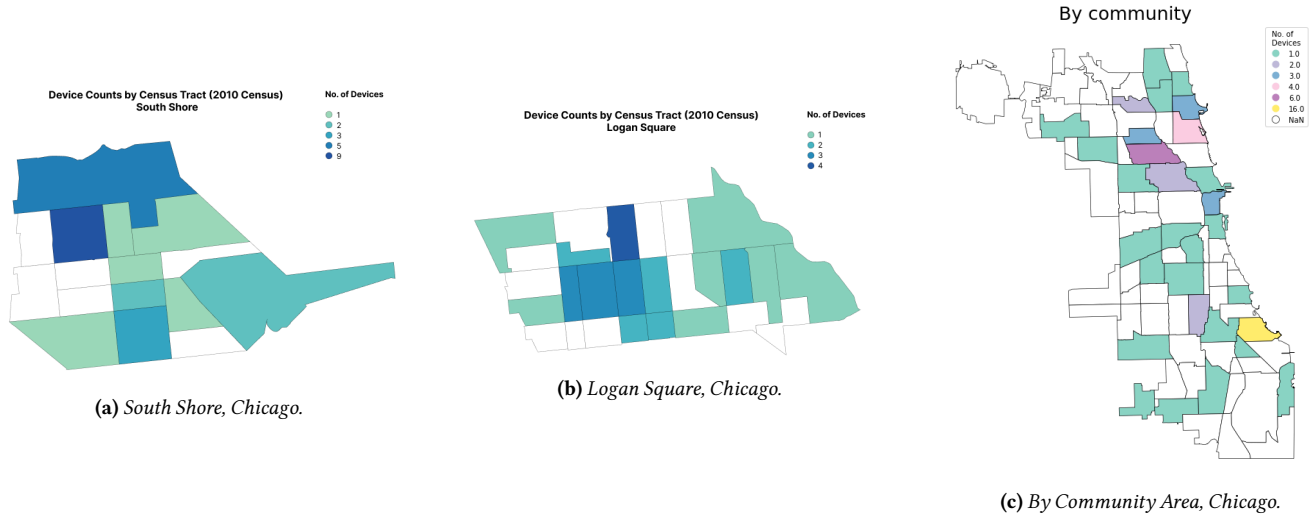 Device Counts by Census Tract (2010 Census)
South Shore
No. of Devices
1
2
3
5
9
(a) South Shore, Chicago.
Device Counts by Census Tract (2010 Census)
Logan Square
No. of Devices
1
2
3
4
(b) Logan Square, Chicago.
By community
No. of
Devices
1.0
2.0
3.0
4.0
6.0
16.0
NaN
(c) By Community Area, Chicago.